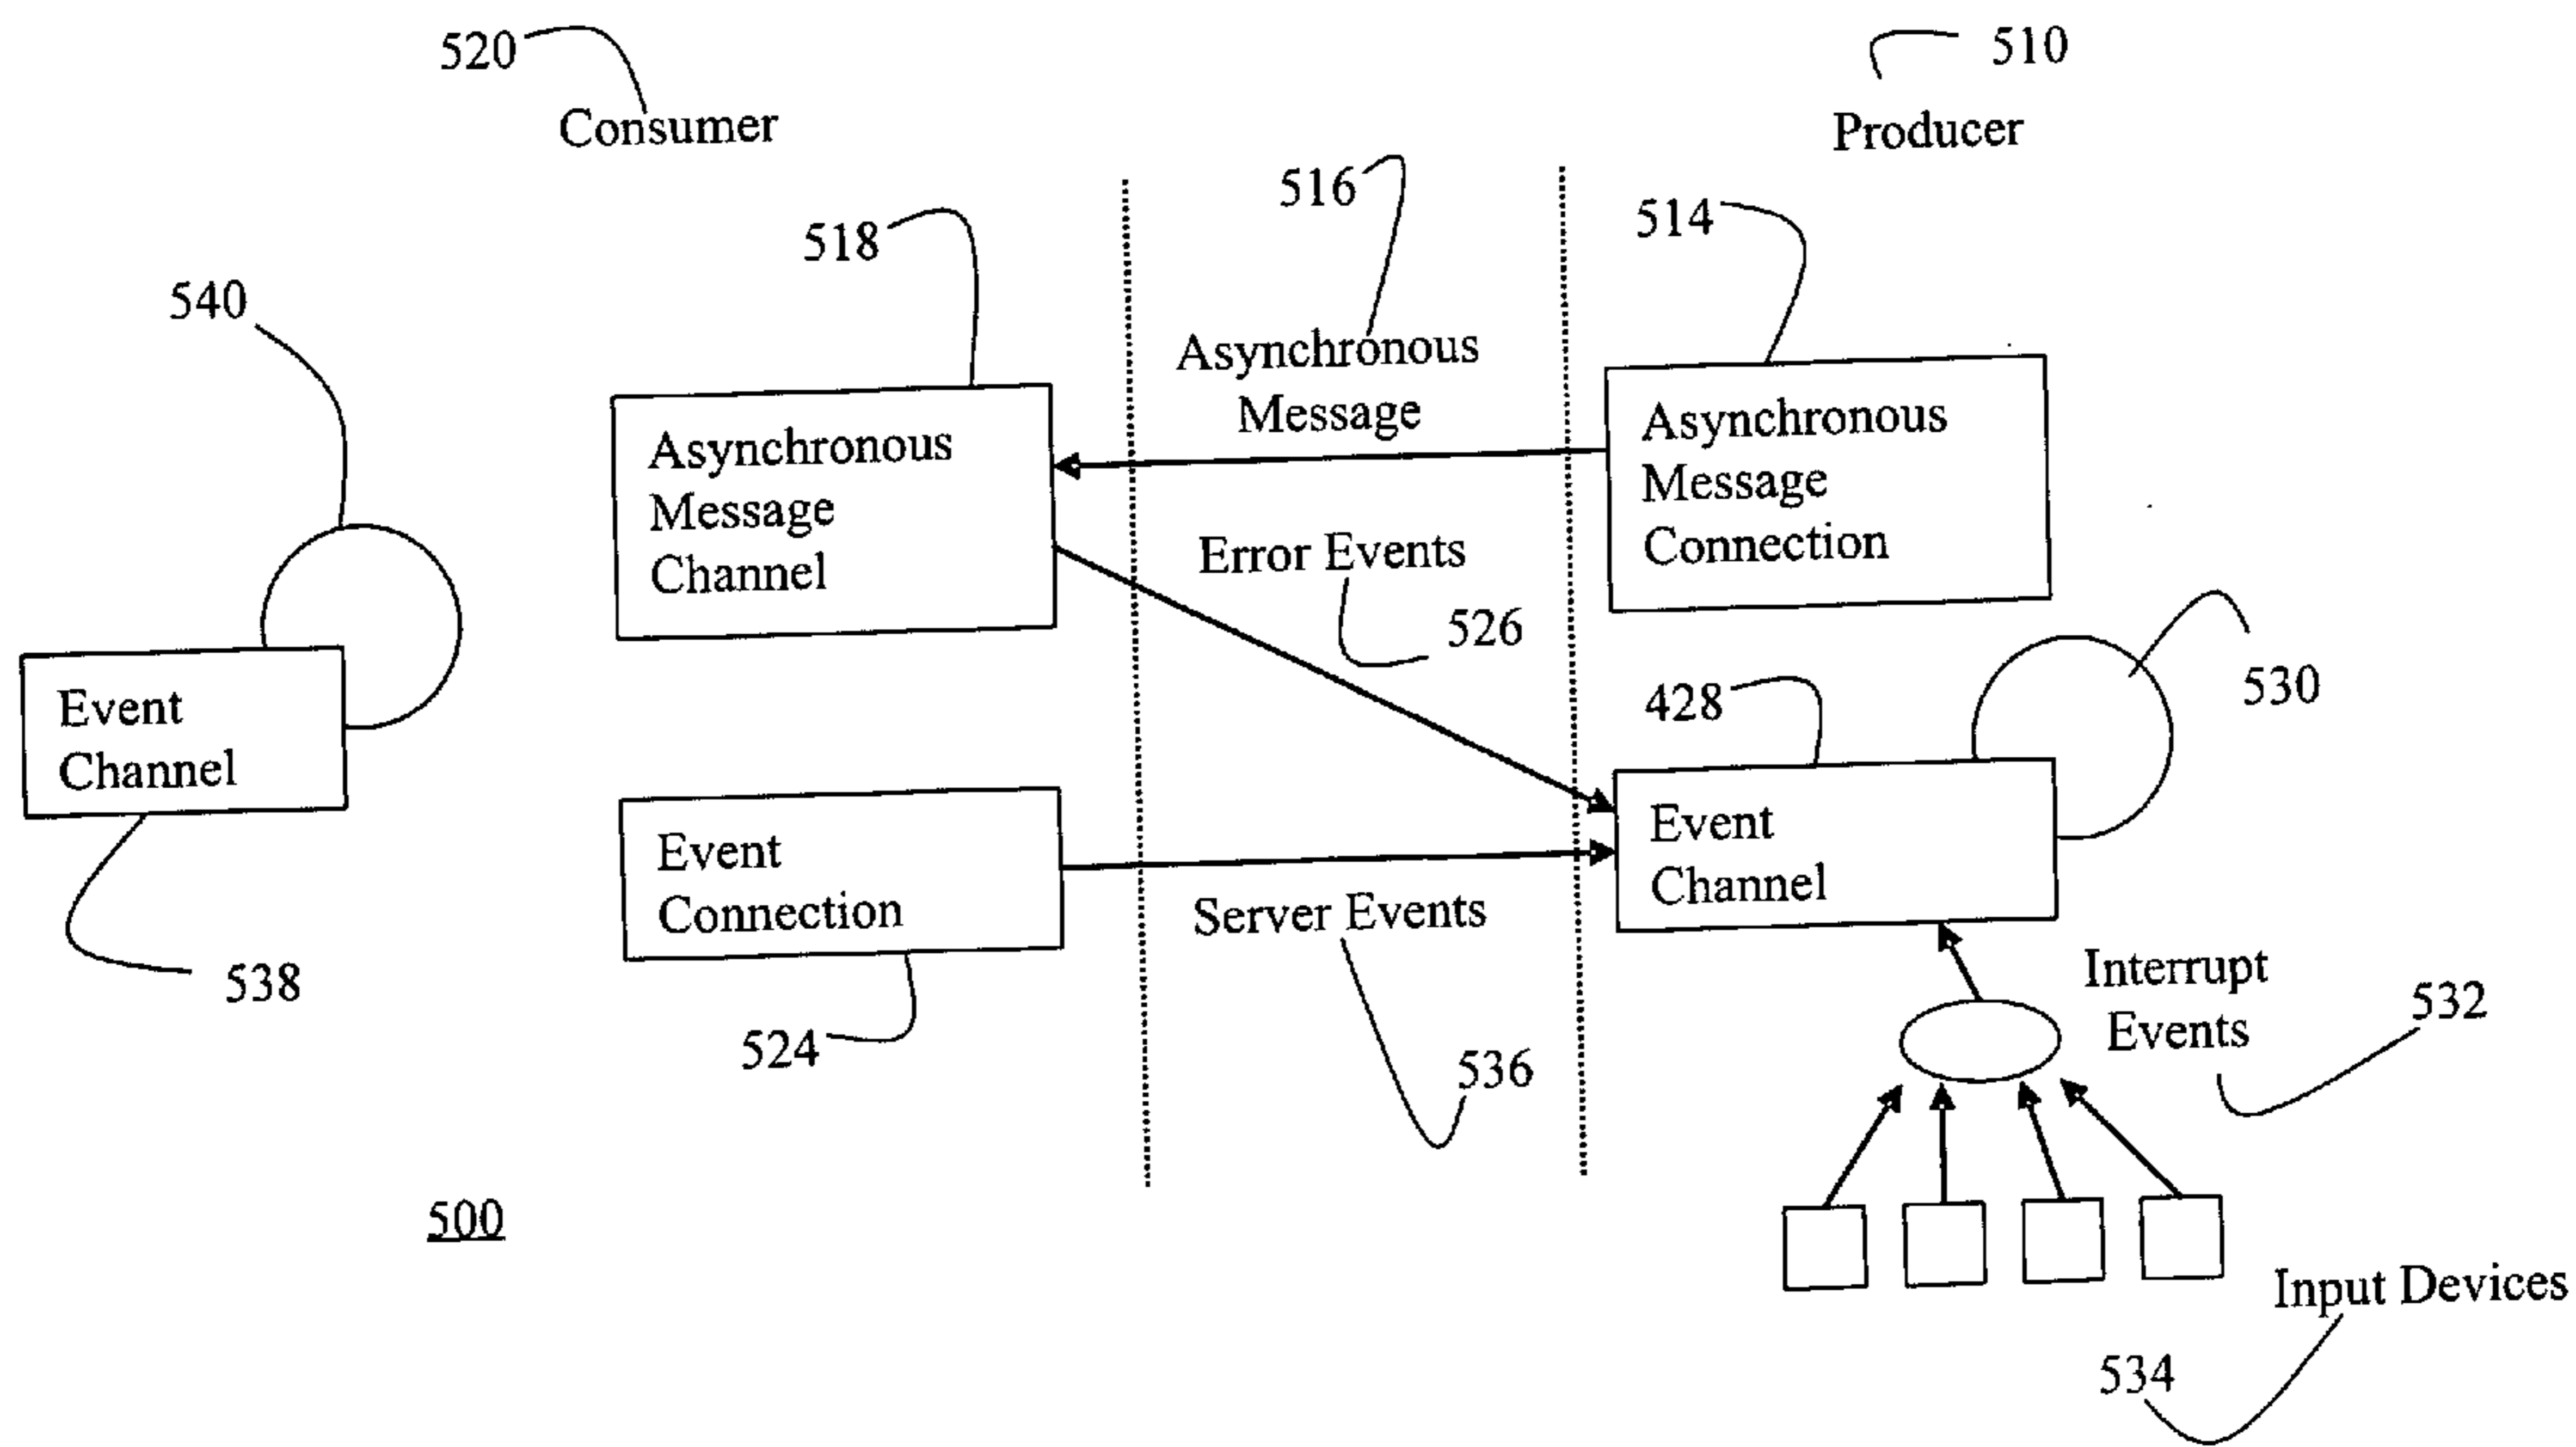 520
510
Consumer
Producer
516
514
518
540
Asynchronous
Message
Asynchronous
Message
Channel
Asynchronous
Message
Connection
Error Events
526
428
530
Event
Channel
Event
Connection
Event
Channel
Server Events
538
524
536
Interrupt
Events
532
500
Input Devices
534